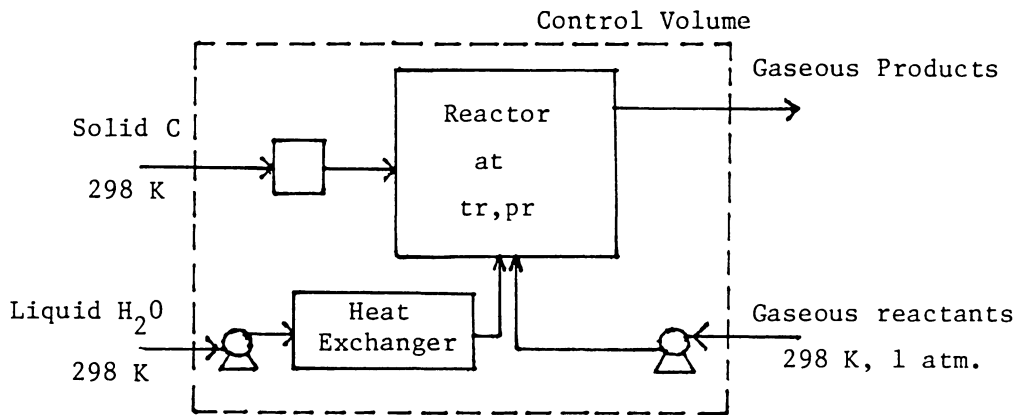 Control Volume
Gaseous Products
Solid C
298 K
Reactor
at
tr,pr
Liquid H₂O
298 K
Heat
Exchanger
Gaseous reactants
298 K, 1 atm.